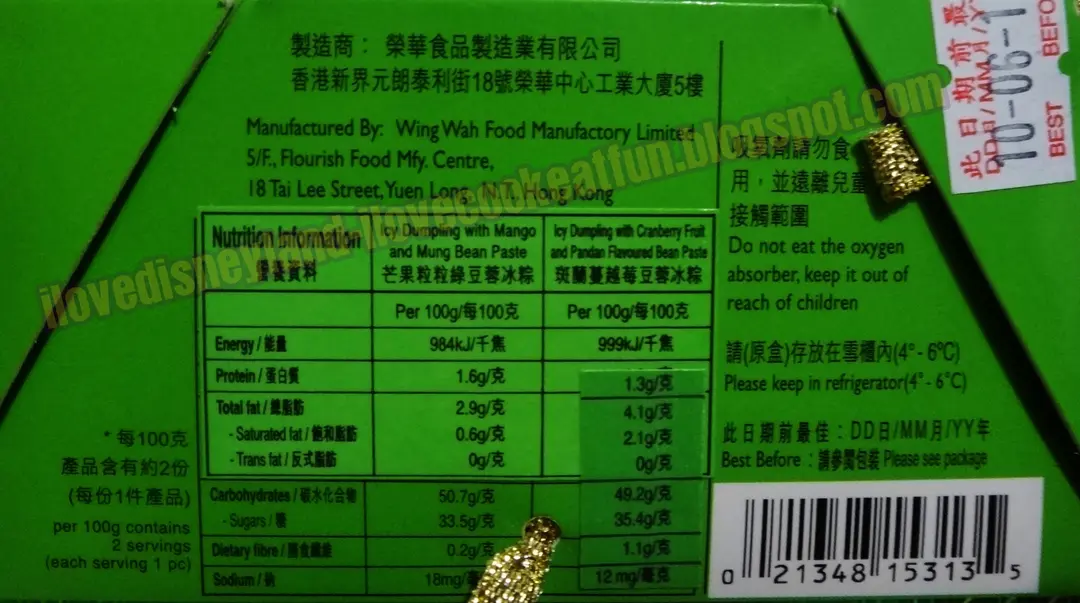 製造商： 榮華食品製造業有限公司
香港新界元朗泰利街18號榮華中心工業大廈5樓
Manufactured By: Wing Wah Food Manufactory Limited
5/F., Flourish Food Mfy. Centre,
18 Tai Lee Street, Yuen Long, N.T., Hong Kong
Nutrition Information
營養資料
Icy Dumpling with Mango
and Mung Bean Paste
芒果粒粒綠豆蓉冰粽
Icy Dumpling with Cranberry Fruit
and Pandan Flavoured Bean Paste
斑蘭蔓越莓豆蓉冰粽
Per 100g/每100克 Per 100g/每100克
Energy / 能量 984kJ/千焦 999kJ/千焦
Protein / 蛋白質 1.6g/克 1.3g/克
Total fat / 總脂肪 2.9g/克 4.1g/克
- Saturated fat / 飽和脂肪 0.6g/克 2.1g/克
- Trans fat / 反式脂肪 0g/克 0g/克
Carbohydrates / 碳水化合物 50.7g/克 49.2g/克
- Sugars / 糖 33.5g/克 35.4g/克
Dietary fibre / 膳食纖維 0.2g/克 1.1g/克
Sodium / 鈉 18mg/ 12 mg/毫克
* 每100克
產品含有約2份
(每份1件產品)
per 100g contains
2 servings
(each serving 1 pc)
吸氧劑請勿食
用，並遠離兒童
接觸範圍
Do not eat the oxygen
absorber, keep it out of
reach of children
請(原盒)存放在雪櫃內(4°- 6°C)
Please keep in refrigerator(4°- 6°C)
此日期前最佳：DD日/MM月/YY年
Best Before：請參閱包裝 Please see package
0 21348 15313 5
此日期前最
DD日/MM月/Y
10-06-1
BEST BEFO
ilovedisneyland-ilovecookeatfun.blogspot.com